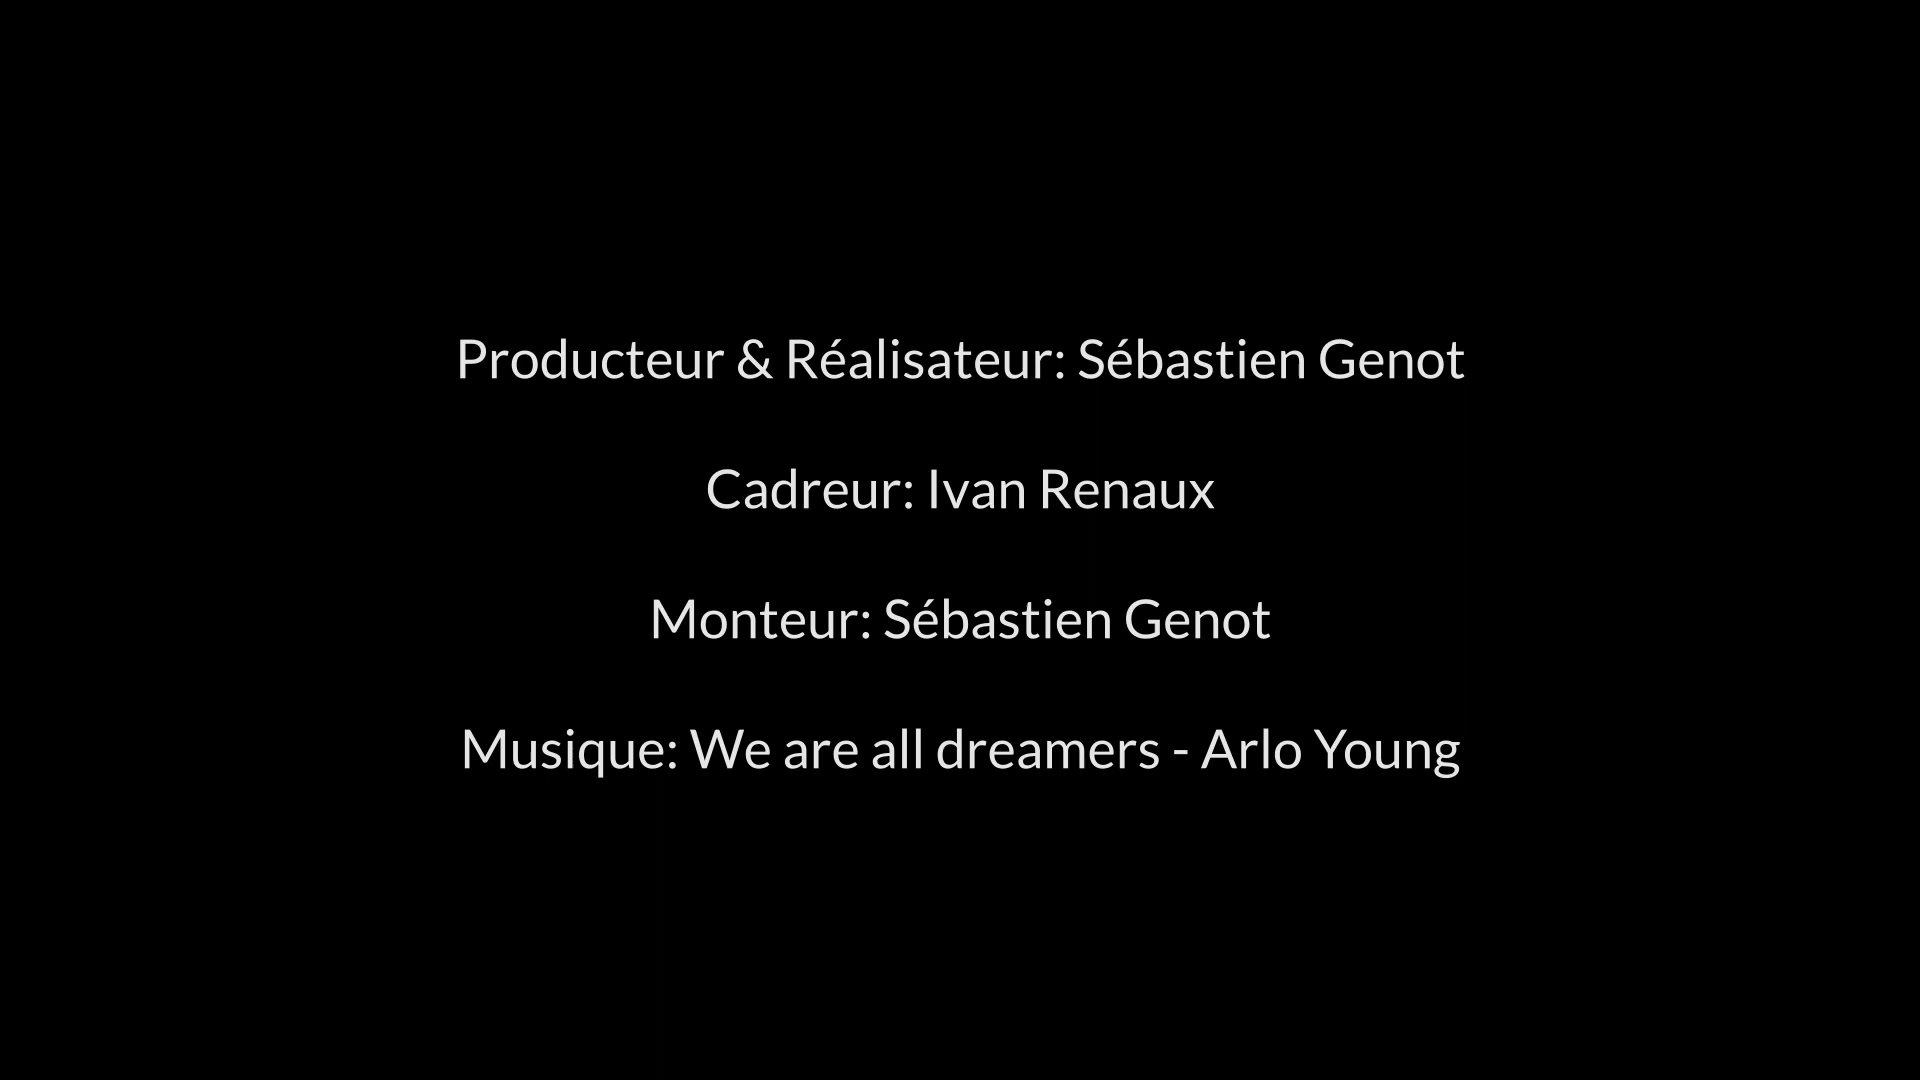 Producteur & Réalisateur: Sébastien Genot
Cadreur: Ivan Renaux
Monteur: Sébastien Genot
Musique: We are all dreamers - Arlo Young